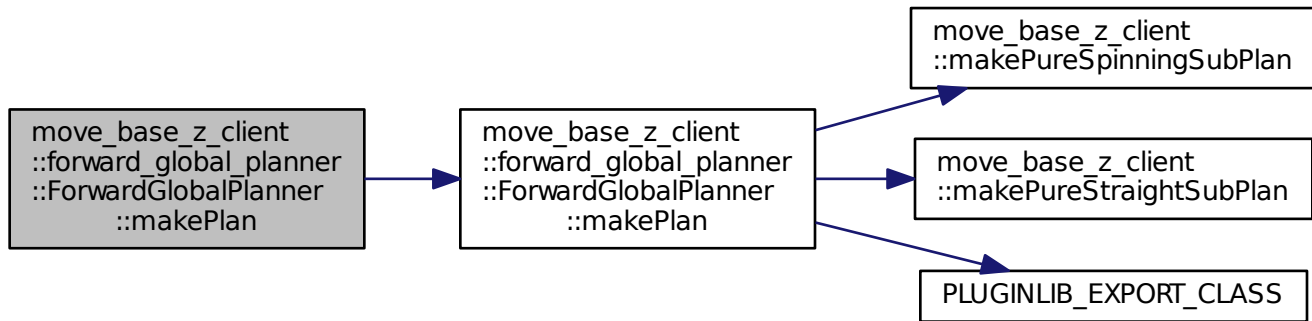 move_base_z_client
::forward_global_planner
::ForwardGlobalPlanner
::makePlan
move_base_z_client
::forward_global_planner
::ForwardGlobalPlanner
::makePlan
move_base_z_client
::makePureSpinningSubPlan
move_base_z_client
::makePureStraightSubPlan
PLUGINLIB_EXPORT_CLASS